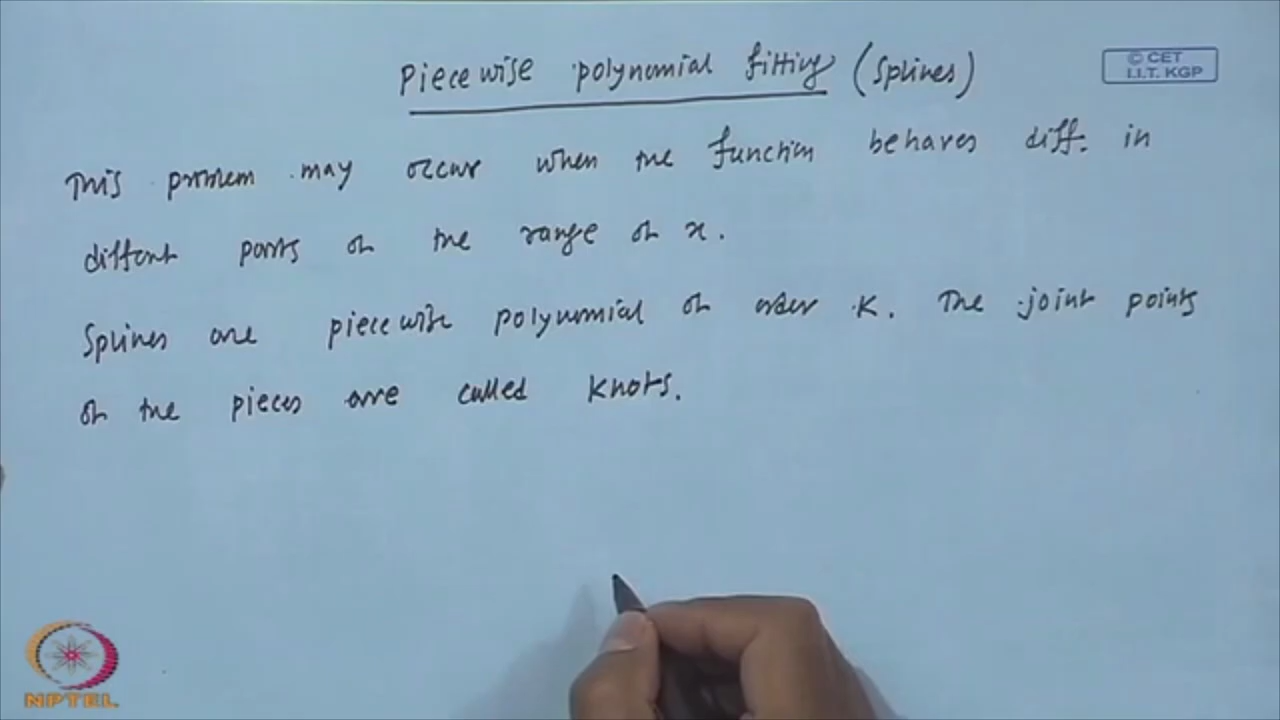 Piecewise polynomial fitting (Splines)
© CET
I.I.T. KGP
This problem may occur when the function behaves diff. in
diffent parts of the range of x.
Splines are piecewise polynomial of order K. The joint points
of the pieces are called knots.
NPTEL